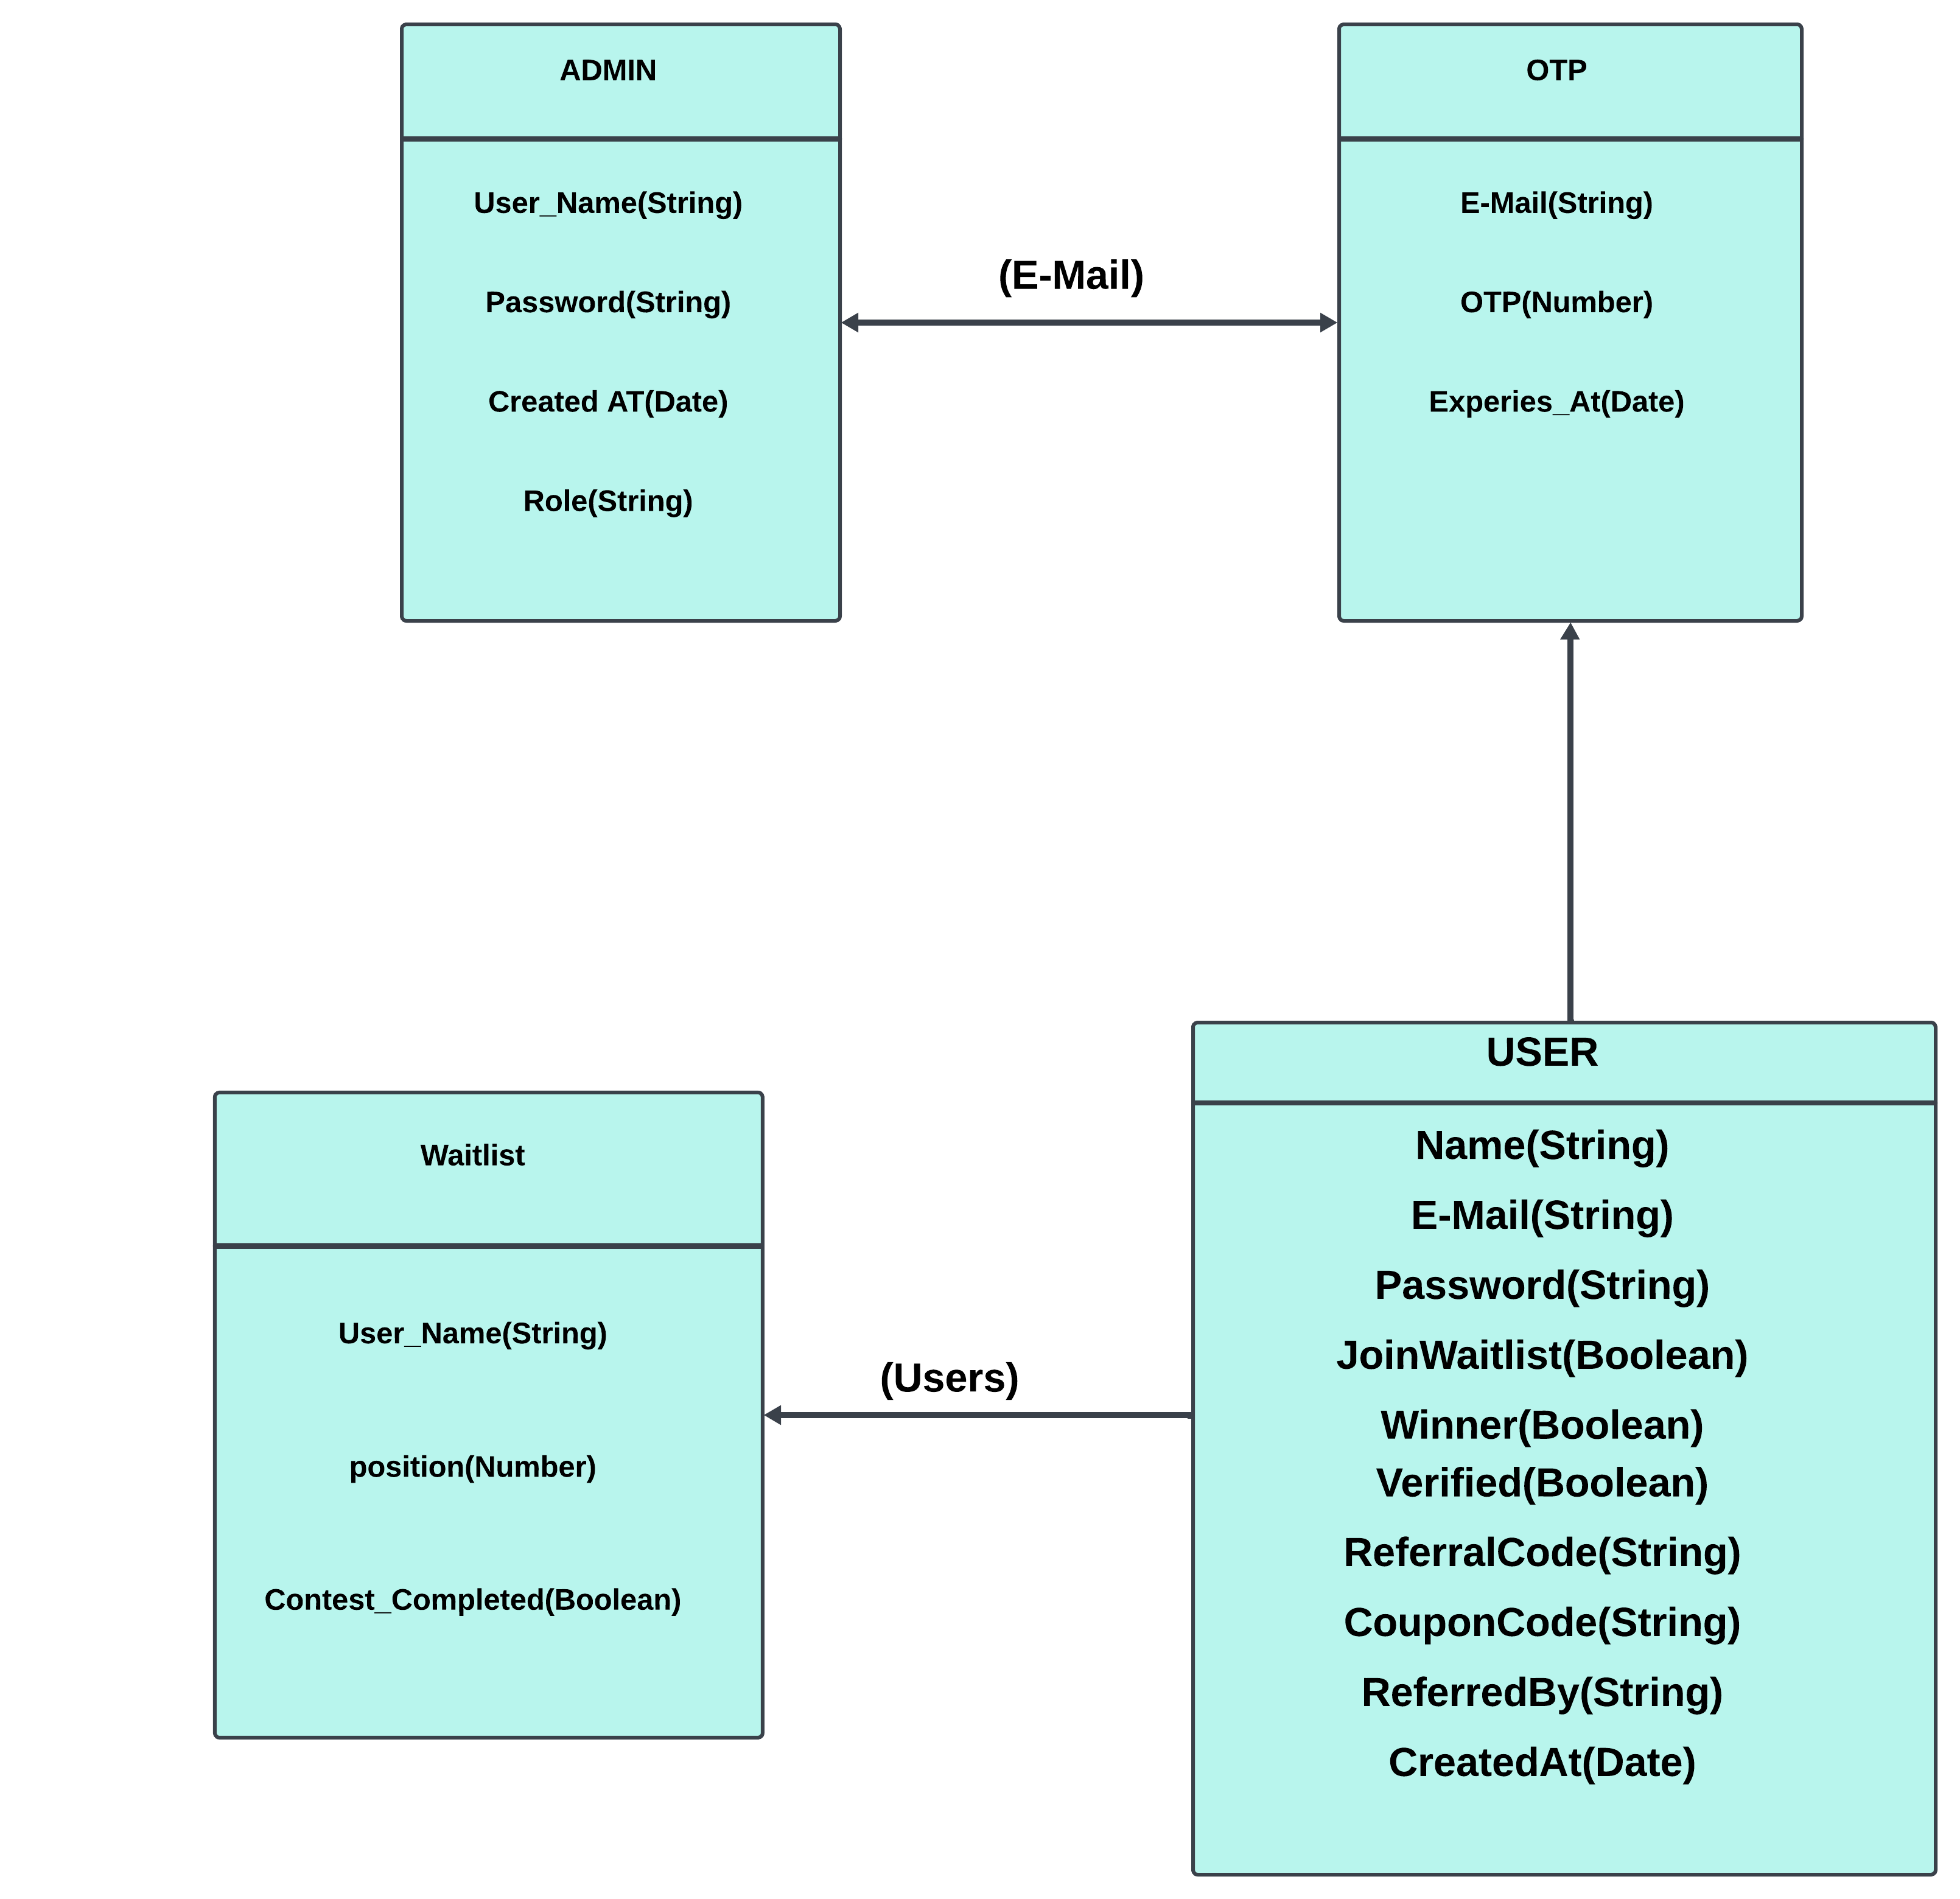 ADMIN
User_Name(String)
Password(String)
Created AT(Date)
Role(String)
(E-Mail)
OTP
E-Mail(String)
OTP(Number)
Experies_At(Date)
Waitlist
User_Name(String)
position(Number)
Contest_Completed(Boolean)
(Users)
USER
Name(String)
E-Mail(String)
Password(String)
JoinWaitlist(Boolean)
Winner(Boolean)
Verified(Boolean)
ReferralCode(String)
CouponCode(String)
ReferredBy(String)
CreatedAt(Date)